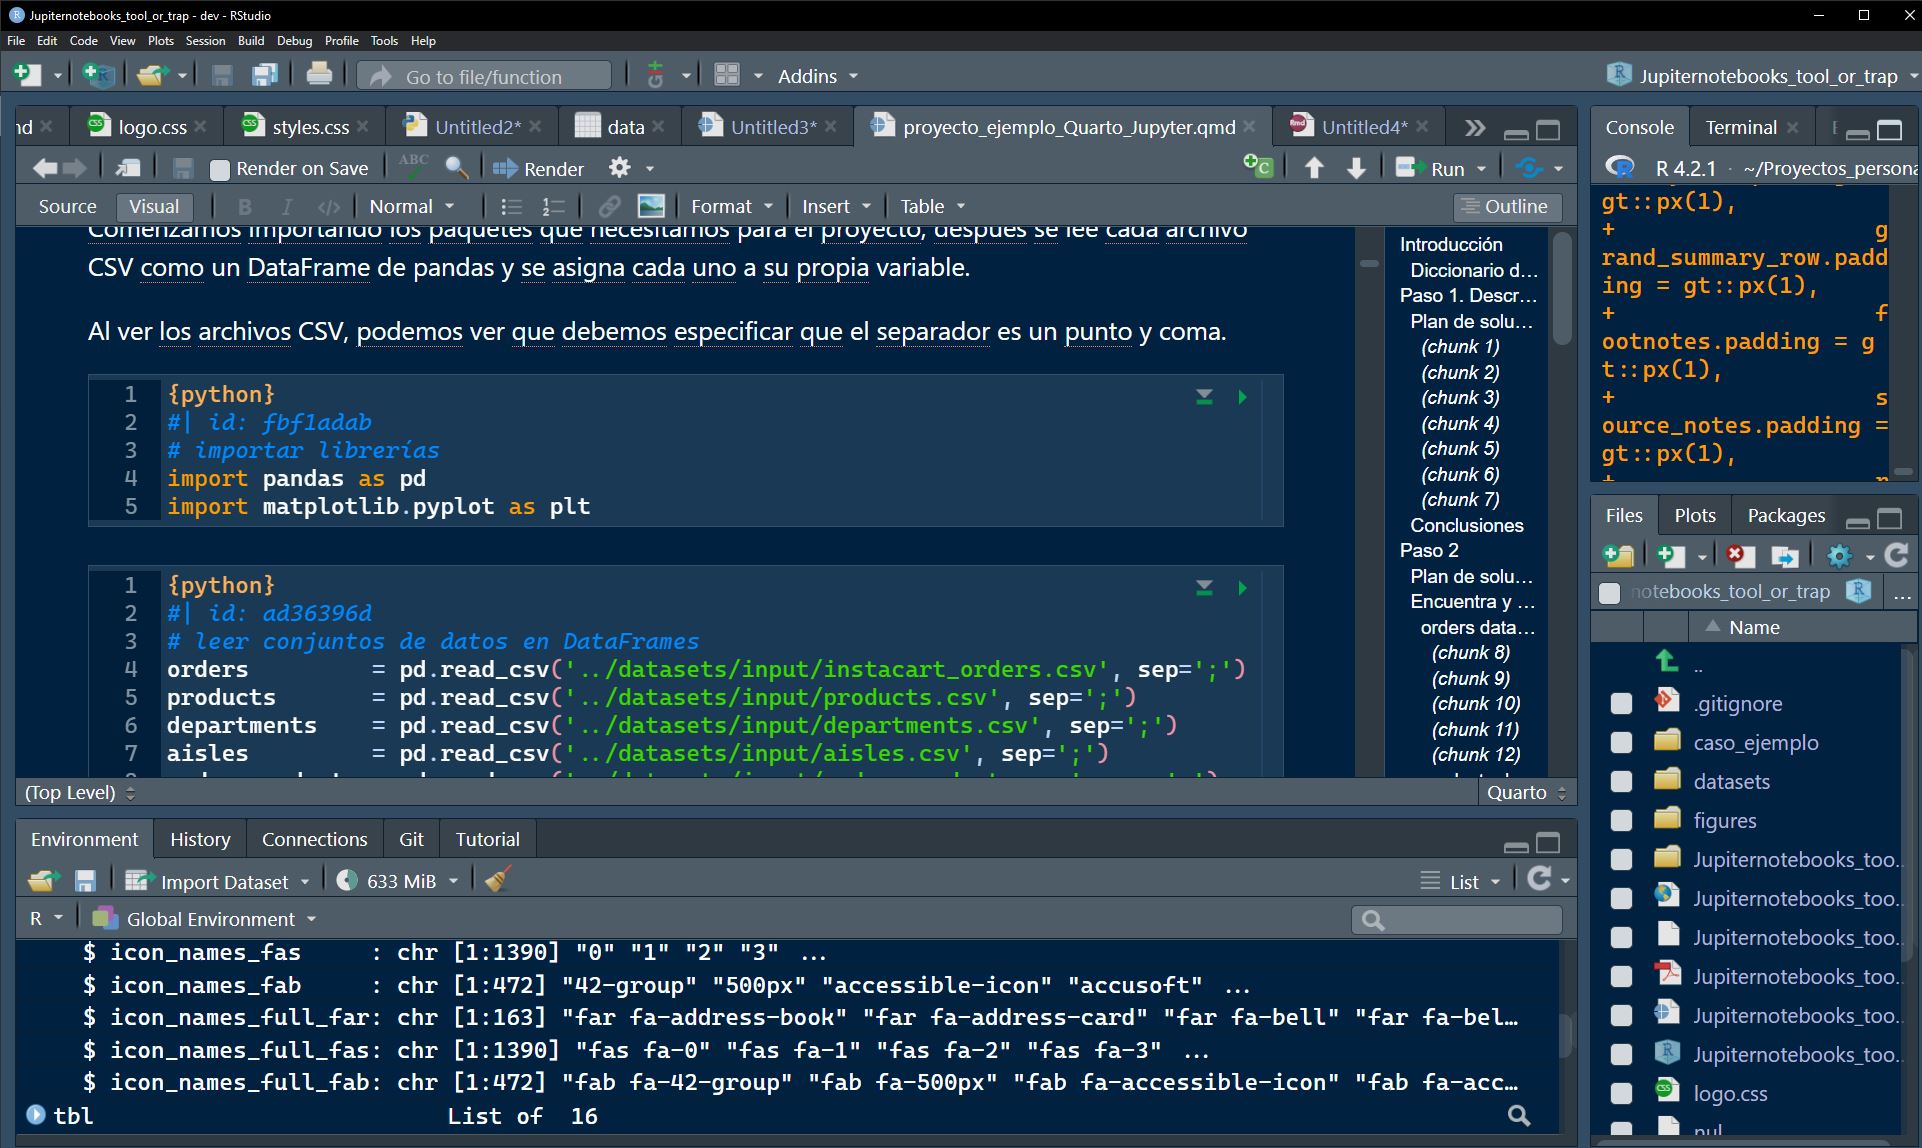 Jupiternotebooks_tool_or_trap - dev - RStudio
File Edit Code View Plots Session Build Debug Profile Tools Help
Go to file/function
Addins
Jupiternotebooks_tool_or_trap
nd
logo.css
styles.css
Untitled2*
data
Untitled3*
proyecto_ejemplo_Quarto_Jupyter.qmd
Untitled4*
Render on Save
ABC
Render
Run
Source Visual B I </> Normal Format Insert Table Outline
Comenzamos importando los paquetes que necesitamos para el proyecto, después se lee cada archivo
CSV como un DataFrame de pandas y se asigna cada uno a su propia variable.
Al ver los archivos CSV, podemos ver que debemos especificar que el separador es un punto y coma.
1 {python}
2 #| id: fbf1adab
3 # importar librerías
4 import pandas as pd
5 import matplotlib.pyplot as plt
1 {python}
2 #| id: ad36396d
3 # leer conjuntos de datos en DataFrames
4 orders = pd.read_csv('../datasets/input/instacart_orders.csv', sep=';')
5 products = pd.read_csv('../datasets/input/products.csv', sep=';')
6 departments = pd.read_csv('../datasets/input/departments.csv', sep=';')
7 aisles = pd.read_csv('../datasets/input/aisles.csv', sep=';')
(Top Level)
Quarto
Introducción
Diccionario d...
Paso 1. Descr...
Plan de solu...
(chunk 1)
(chunk 2)
(chunk 3)
(chunk 4)
(chunk 5)
(chunk 6)
(chunk 7)
Conclusiones
Paso 2
Plan de solu...
Encuentra y ...
orders data...
(chunk 8)
(chunk 9)
(chunk 10)
(chunk 11)
(chunk 12)
Environment History Connections Git Tutorial
Import Dataset 633 MiB List
R Global Environment
$ icon_names_fas : chr [1:1390] "0" "1" "2" "3" ...
$ icon_names_fab : chr [1:472] "42-group" "500px" "accessible-icon" "accusoft" ...
$ icon_names_full_far: chr [1:163] "far fa-address-book" "far fa-address-card" "far fa-bell" "far fa-bel...
$ icon_names_full_fas: chr [1:1390] "fas fa-0" "fas fa-1" "fas fa-2" "fas fa-3" ...
$ icon_names_full_fab: chr [1:472] "fab fa-42-group" "fab fa-500px" "fab fa-accessible-icon" "fab fa-acc...
tbl List of 16
Console Terminal
R 4.2.1 · ~/Proyectos_persona
gt::px(1),
+ g
rand_summary_row.padd
ing = gt::px(1),
+ f
ootnotes.padding = g
t::px(1),
+ s
ource_notes.padding =
gt::px(1),
Files Plots Packages
notebooks_tool_or_trap ...
Name
..
.gitignore
caso_ejemplo
datasets
figures
Jupiternotebooks_too...
Jupiternotebooks_too...
Jupiternotebooks_too...
Jupiternotebooks_too...
Jupiternotebooks_too...
Jupiternotebooks_too...
logo.css
nul